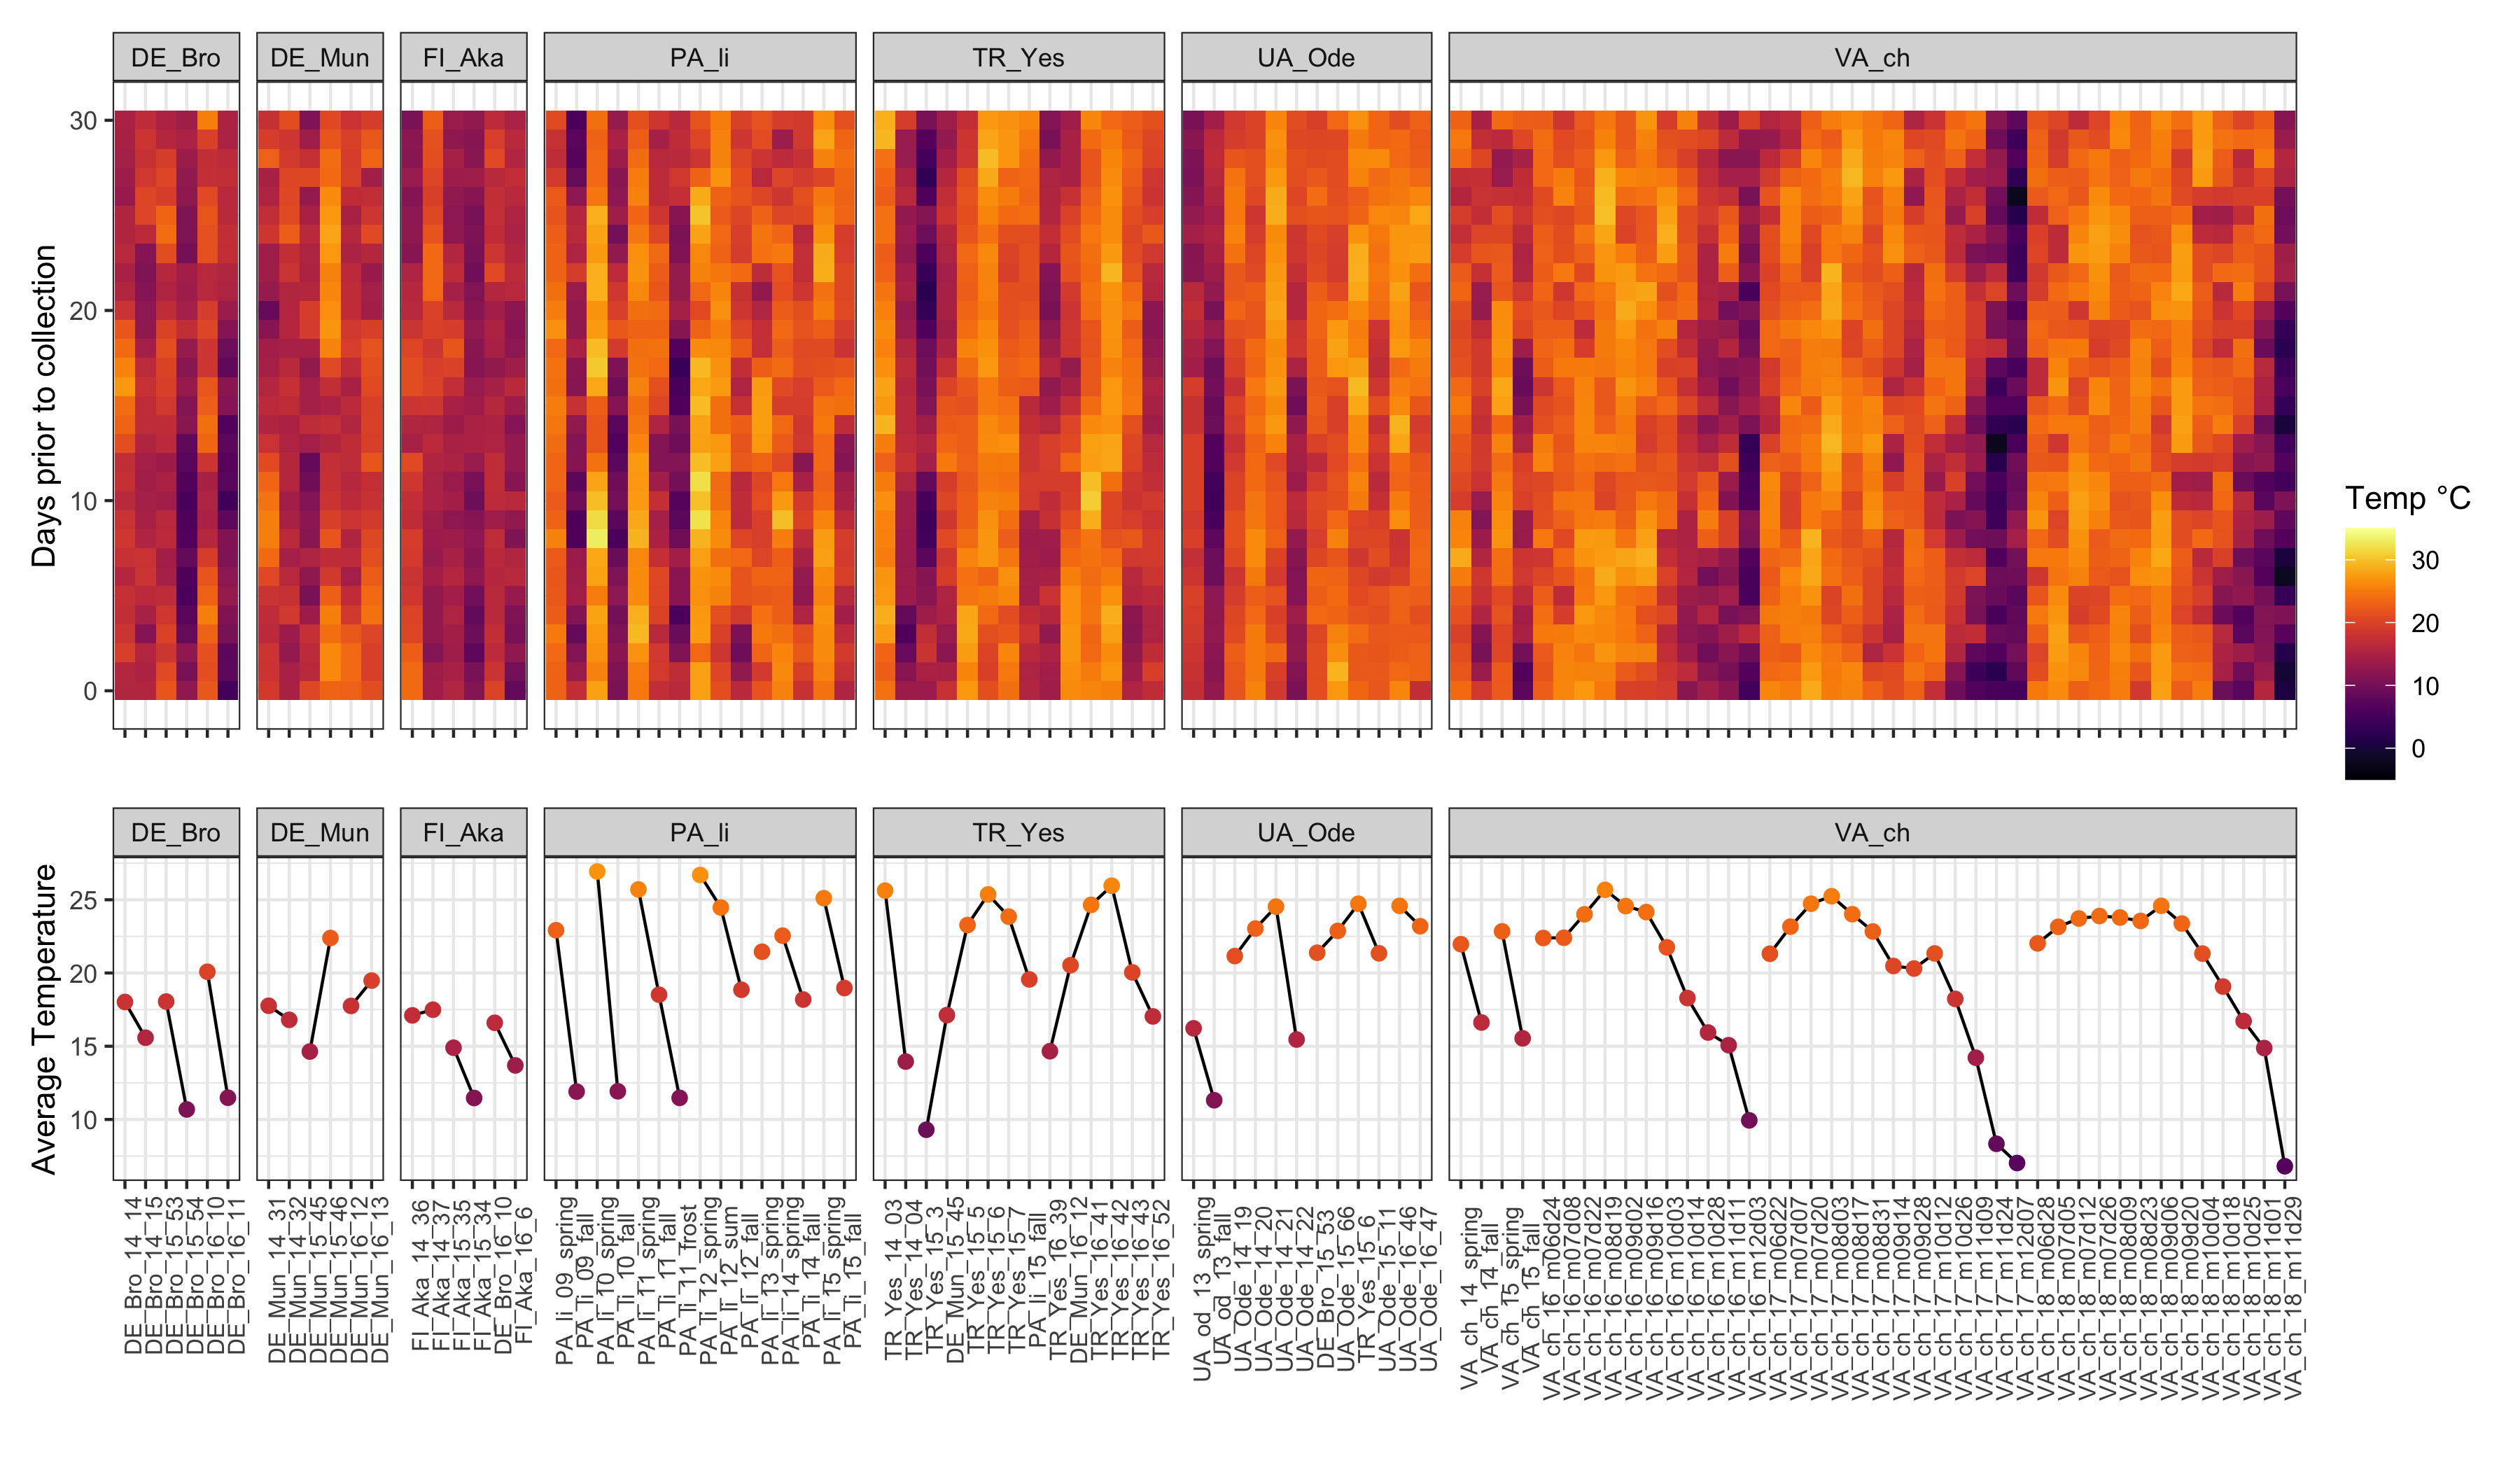 DE_Bro
DE_Mun
FI_Aka
PA_li
TR_Yes
UA_Ode
VA_ch
Days prior to collection
30
20
10
0
Temp °C
30
20
10
0
DE_Bro
DE_Mun
FI_Aka
PA_li
TR_Yes
UA_Ode
VA_ch
Average Temperature
25
20
15
10
DE_Bro_14_14
DE_Bro_14_15
DE_Bro_15_53
DE_Bro_15_54
DE_Bro_16_10
DE_Bro_16_11
DE_Mun_14_31
DE_Mun_14_32
DE_Mun_15_45
DE_Mun_15_46
DE_Mun_16_12
DE_Mun_16_13
FI_Aka_14_36
FI_Aka_14_37
FI_Aka_15_35
FI_Aka_15_34
DE_Bro_16_10
FI_Aka_16_6
PA_li_09_spring
PA_li_09_fall
PA_li_10_spring
PA_li_10_fall
PA_li_11_spring
PA_li_11_fall
PA_li_11_frost
PA_li_12_spring
PA_li_12_sum
PA_li_12_fall
PA_li_13_spring
PA_li_14_spring
PA_li_14_fall
PA_li_15_spring
PA_li_15_fall
TR_Yes_14_03
TR_Yes_14_04
TR_Yes_15_3
DE_Mun_15_45
TR_Yes_15_5
TR_Yes_15_6
TR_Yes_15_7
PA_li_15_fall
TR_Yes_16_39
DE_Mun_16_12
TR_Yes_16_41
TR_Yes_16_42
TR_Yes_16_43
TR_Yes_16_52
UA_od_13_spring
UA_od_13_fall
UA_Ode_14_19
UA_Ode_14_20
UA_Ode_14_21
UA_Ode_14_22
DE_Bro_15_53
UA_Ode_15_66
TR_Yes_15_6
UA_Ode_15_11
UA_Ode_16_46
UA_Ode_16_47
VA_ch_14_spring
VA_ch_14_fall
VA_ch_15_spring
VA_ch_15_fall
VA_ch_16_m06d24
VA_ch_16_m07d08
VA_ch_16_m07d22
VA_ch_16_m08d19
VA_ch_16_m09d02
VA_ch_16_m09d16
VA_ch_16_m10d03
VA_ch_16_m10d14
VA_ch_16_m10d28
VA_ch_16_m11d11
VA_ch_16_m12d03
VA_ch_17_m06d22
VA_ch_17_m07d07
VA_ch_17_m07d20
VA_ch_17_m08d03
VA_ch_17_m08d17
VA_ch_17_m08d31
VA_ch_17_m09d14
VA_ch_17_m09d28
VA_ch_17_m10d12
VA_ch_17_m10d26
VA_ch_17_m11d09
VA_ch_17_m11d24
VA_ch_17_m12d07
VA_ch_18_m06d28
VA_ch_18_m07d05
VA_ch_18_m07d12
VA_ch_18_m07d26
VA_ch_18_m08d09
VA_ch_18_m08d23
VA_ch_18_m09d06
VA_ch_18_m09d20
VA_ch_18_m10d04
VA_ch_18_m10d18
VA_ch_18_m10d25
VA_ch_18_m11d01
VA_ch_18_m11d29